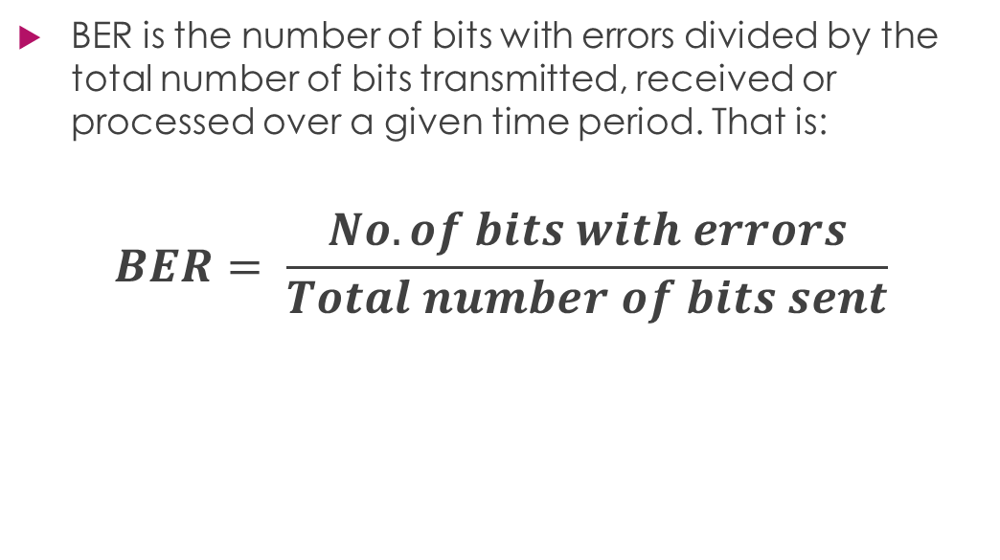 BER is the number of bits with errors divided by the
total number of bits transmitted, received or
processed over a given time period. That is:
No. of bits with errors
BER =
Total number of bits sent